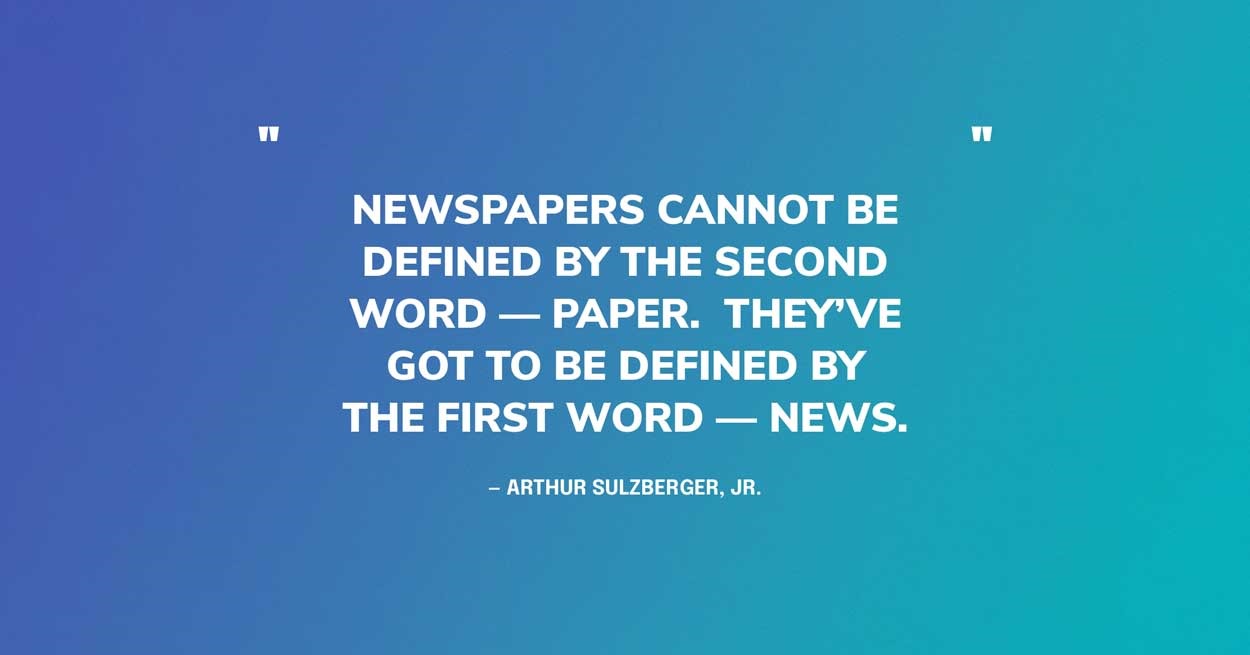 " "
NEWSPAPERS CANNOT BE
DEFINED BY THE SECOND
WORD — PAPER.  THEY’VE
GOT TO BE DEFINED BY
THE FIRST WORD — NEWS.
– ARTHUR SULZBERGER, JR.